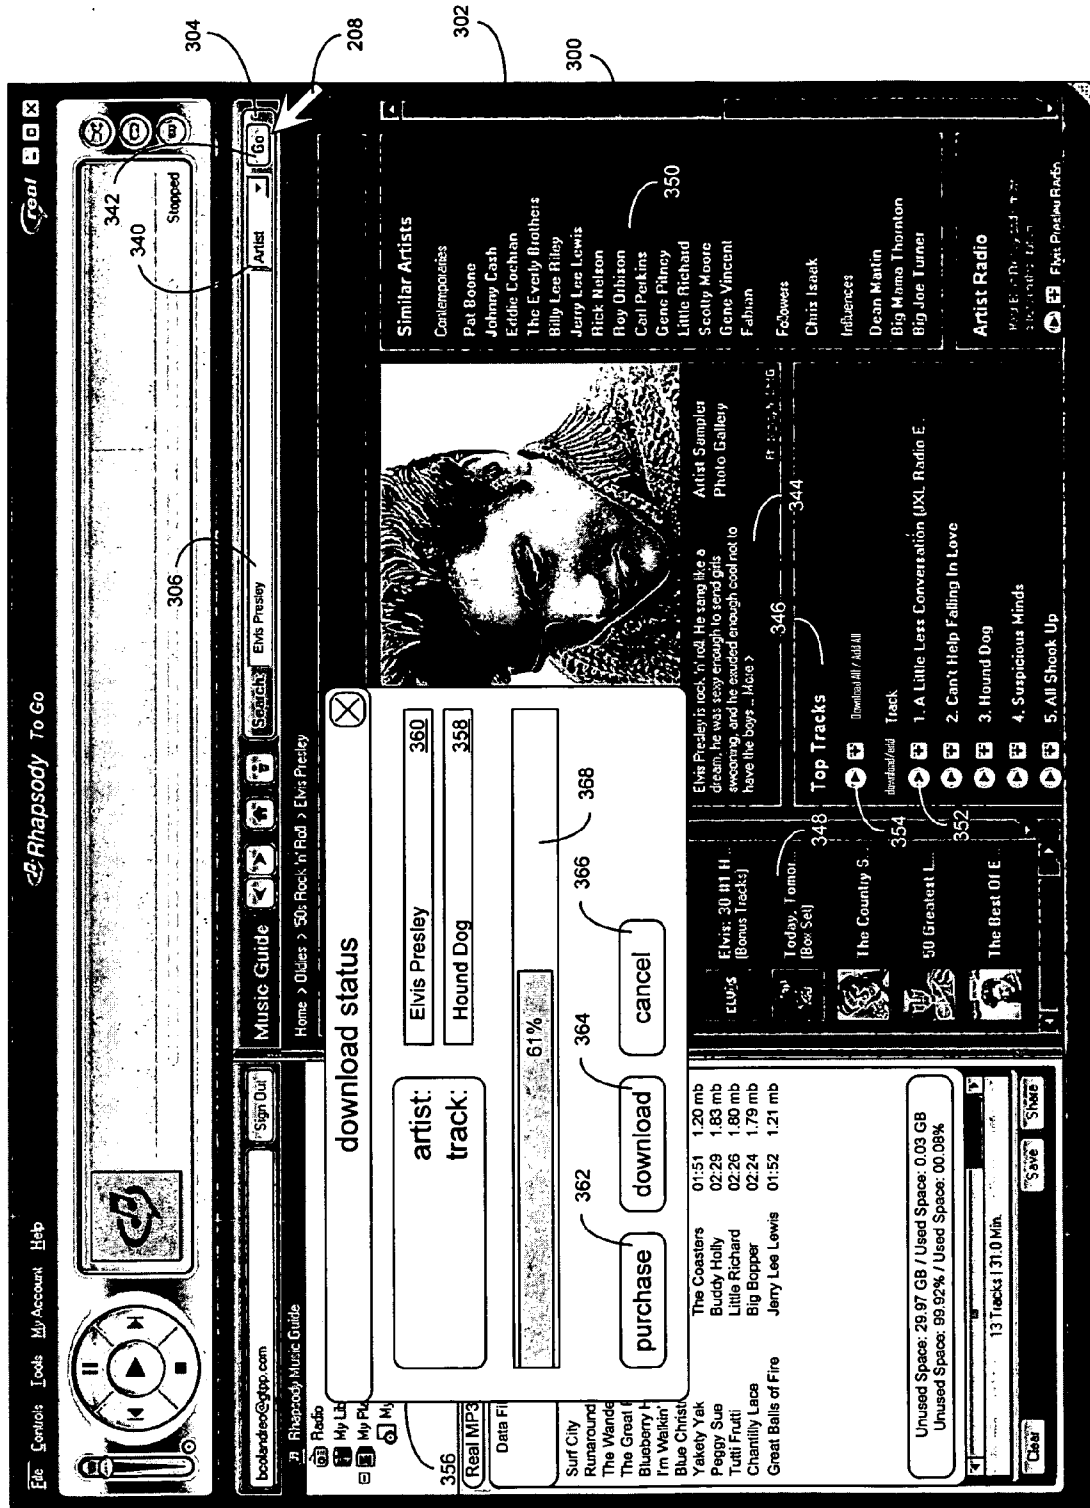 Rhapsody To Go
real
File Controls Tools My Account Help
Stopped
bootandreo@gtpp.com
Sign Out
Music Guide
Search:
Elvis Presley
Artist
Go
306
340
342
304
208
302
300
Rhapsody Music Guide
Radio
Home > Oldies > '50s Rock 'n' Roll > Elvis Presley
download status
artist:
track:
Elvis Presley 360
Hound Dog 358
61%
368
purchase
download
cancel
362
364
366
356
Real MP3
Surf City
Runaround
The Wande
The Great
Blueberry H
I'm Walkin'
Blue Christm
Yakety Yak The Coasters 01:51 1.20 mb
Peggy Sue Buddy Holly 02:29 1.83 mb
Tutti Frutti Little Richard 02:26 1.80 mb
Chantilly Lace Big Bopper 02:24 1.79 mb
Great Balls of Fire Jerry Lee Lewis 01:52 1.21 mb
Unused Space: 29.97 GB / Used Space: 0.03 GB
Unused Space: 99.92% / Used Space: 00.08%
13 Tracks | 31.0 Min.
Clear
Save
Share
ELVIS
Elvis: 30 #1 H...
[Bonus Tracks]
Today, Tomor...
[Box Set]
The Country S...
50 Greatest L...
The Best Of E...
348
Elvis Presley is rock 'n' roll. He sang like a
dream, he was sexy enough to send girls
swooning, and he exuded enough cool not to
have the boys ... More >
Artist Sampler
Photo Gallery
344
346
Top Tracks
Download All / Add All
download/add Track
1. A Little Less Conversation (JXL Radio E.
2. Can't Help Falling In Love
3. Hound Dog
4. Suspicious Minds
5. All Shook Up
354
352
Similar Artists
Contemporaries
Pat Boone
Johnny Cash
Eddie Cochran
The Everly Brothers
Billy Lee Riley
Jerry Lee Lewis
Rick Nelson
Roy Orbison
Carl Perkins
Gene Pitney
Little Richard
Scotty Moore
Gene Vincent
Fabian
350
Followers
Chris Isaak
Influences
Dean Martin
Big Mama Thornton
Big Joe Turner
Artist Radio
Elvis Presley Radio